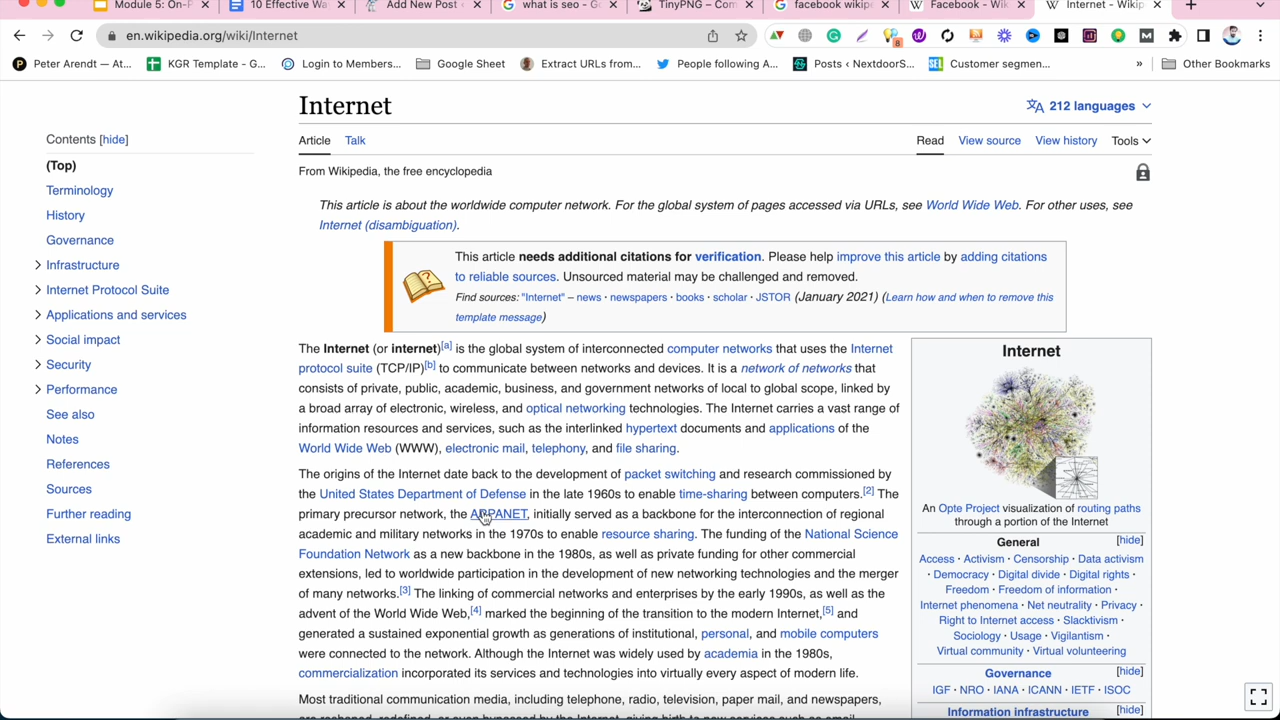 Module 5: On-P
10 Effective Wa
Add New Post
what is seo - G
TinyPNG – Com
facebook wikipe
Facebook - Wik
Internet - Wikip
en.wikipedia.org/wiki/Internet
8
Peter Arendt — At...
KGR Template - G...
Login to Members...
Google Sheet
Extract URLs from...
People following A...
Posts ‹ NextdoorS...
SEL
Customer segmen...
»
Other Bookmarks
Internet
212 languages
Contents [hide]
Article
Talk
Read
View source
View history
Tools
(Top)
From Wikipedia, the free encyclopedia
Terminology
This article is about the worldwide computer network. For the global system of pages accessed via URLs, see World Wide Web. For other uses, see
Internet (disambiguation).
History
Governance
Infrastructure
Internet Protocol Suite
Applications and services
Social impact
Security
Performance
See also
Notes
References
Sources
Further reading
External links
This article needs additional citations for verification. Please help improve this article by adding citations
to reliable sources. Unsourced material may be challenged and removed.
Find sources: "Internet" – news · newspapers · books · scholar · JSTOR (January 2021) (Learn how and when to remove this
template message)
The Internet (or internet)[a] is the global system of interconnected computer networks that uses the Internet
protocol suite (TCP/IP)[b] to communicate between networks and devices. It is a network of networks that
consists of private, public, academic, business, and government networks of local to global scope, linked by
a broad array of electronic, wireless, and optical networking technologies. The Internet carries a vast range of
information resources and services, such as the interlinked hypertext documents and applications of the
World Wide Web (WWW), electronic mail, telephony, and file sharing.
The origins of the Internet date back to the development of packet switching and research commissioned by
the United States Department of Defense in the late 1960s to enable time-sharing between computers.[2] The
primary precursor network, the ARPANET, initially served as a backbone for the interconnection of regional
academic and military networks in the 1970s to enable resource sharing. The funding of the National Science
Foundation Network as a new backbone in the 1980s, as well as private funding for other commercial
extensions, led to worldwide participation in the development of new networking technologies and the merger
of many networks.[3] The linking of commercial networks and enterprises by the early 1990s, as well as the
advent of the World Wide Web,[4] marked the beginning of the transition to the modern Internet,[5] and
generated a sustained exponential growth as generations of institutional, personal, and mobile computers
were connected to the network. Although the Internet was widely used by academia in the 1980s,
commercialization incorporated its services and technologies into virtually every aspect of modern life.
Most traditional communication media, including telephone, radio, television, paper mail, and newspapers,
are reshaped, redefined, or even bypassed by the Internet, giving birth to new services such as email,
Internet
An Opte Project visualization of routing paths
through a portion of the Internet
General [hide]
Access · Activism · Censorship · Data activism
· Democracy · Digital divide · Digital rights ·
Freedom · Freedom of information ·
Internet phenomena · Net neutrality · Privacy ·
Right to Internet access · Slacktivism ·
Sociology · Usage · Vigilantism ·
Virtual community · Virtual volunteering
Governance [hide]
IGF · NRO · IANA · ICANN · IETF · ISOC
Information infrastructure [hide]